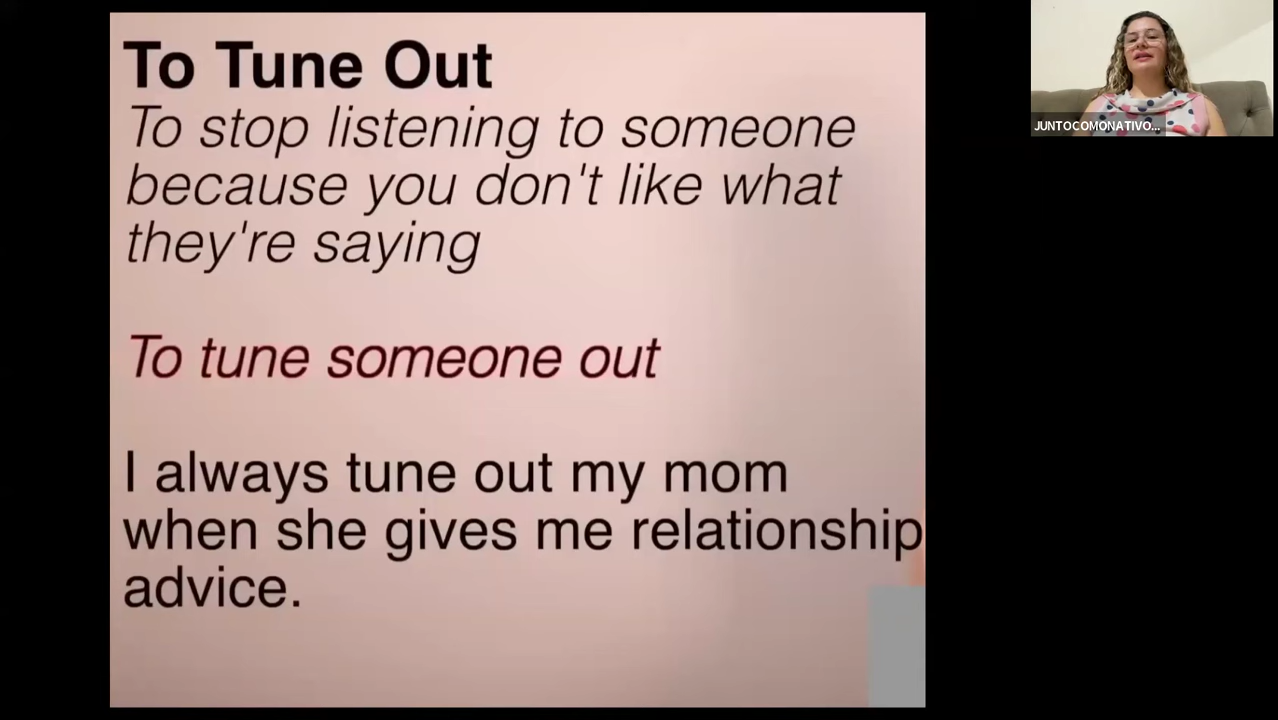 To Tune Out
To stop listening to someone
because you don't like what
they're saying
To tune someone out
I always tune out my mom
when she gives me relationship
advice.
JUNTOCOMONATIVO...